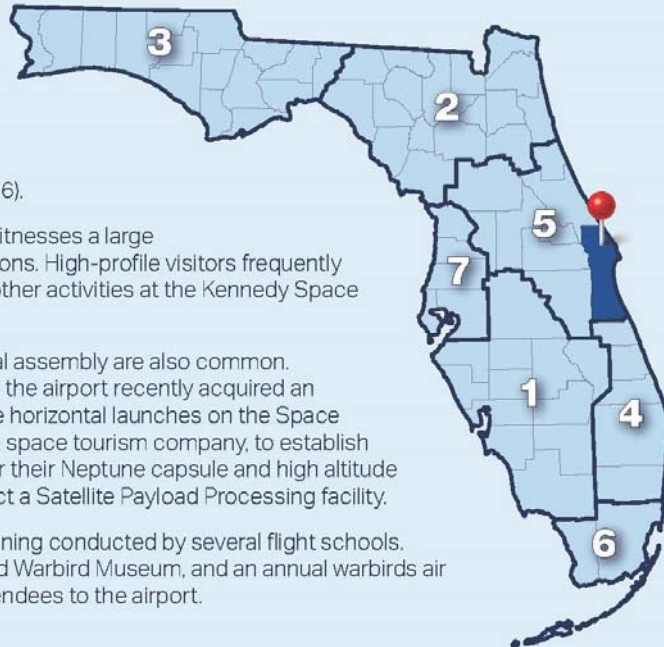 3
2
6).
5
itnesses a large
ons. High-profile visitors frequently
7
other activities at the Kennedy Space
al assembly are also common.
the airport recently acquired an
1
e horizontal launches on the Space
4
space tourism company, to establish
r their Neptune capsule and high altitude
ct a Satellite Payload Processing facility.
ning conducted by several flight schools.
6
d Warbird Museum, and an annual warbirds air
endees to the airport.